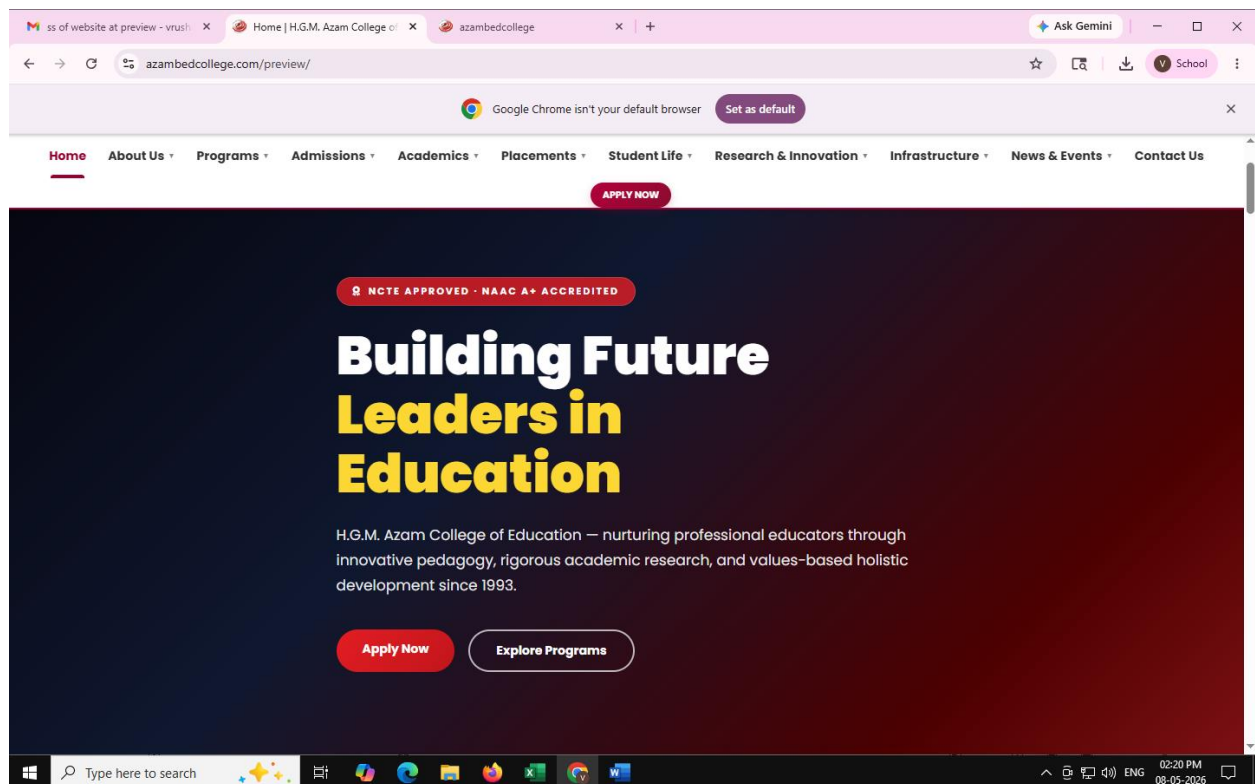 ss of website at preview - vrush
Home | H.G.M. Azam College of
azambedcollege
Ask Gemini
azambedcollege.com/preview/
V School
Google Chrome isn't your default browser Set as default
Home About Us Programs Admissions Academics Placements Student Life Research & Innovation Infrastructure News & Events Contact Us
APPLY NOW
NCTE APPROVED · NAAC A+ ACCREDITED
Building Future
Leaders in
Education
H.G.M. Azam College of Education — nurturing professional educators through
innovative pedagogy, rigorous academic research, and values-based holistic
development since 1993.
Apply Now Explore Programs
Type here to search
ENG
02:20 PM
08-05-2026